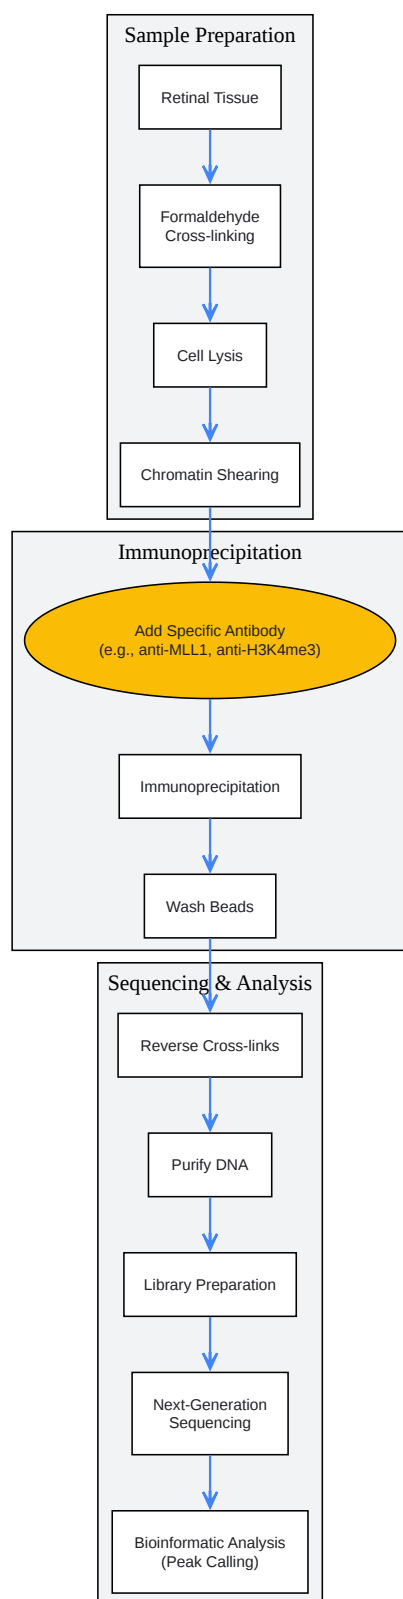 Sample Preparation
Retinal Tissue
Formaldehyde
Cross-linking
Cell Lysis
Chromatin Shearing
Immunoprecipitation
Add Specific Antibody
(e.g., anti-MLL1, anti-H3K4me3)
Immunoprecipitation
Wash Beads
Sequencing & Analysis
Reverse Cross-links
Purify DNA
Library Preparation
Next-Generation
Sequencing
Bioinformatic Analysis
(Peak Calling)